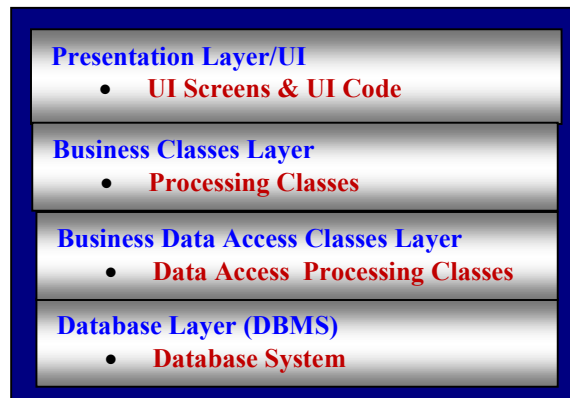 Presentation Layer/UI
• UI Screens & UI Code
Business Classes Layer
• Processing Classes
Business Data Access Classes Layer
• Data Access Processing Classes
Database Layer (DBMS)
• Database System